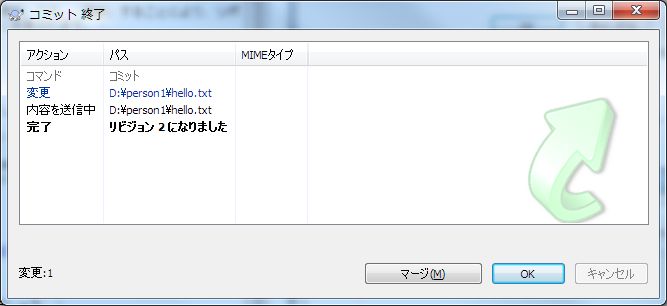 コミット 終了
アクション パス MIMEタイプ
コマンド コミット
変更 D:¥person1¥hello.txt
内容を送信中 D:¥person1¥hello.txt
完了 リビジョン 2 になりました
変更:1
マージ(M) OK キャンセル